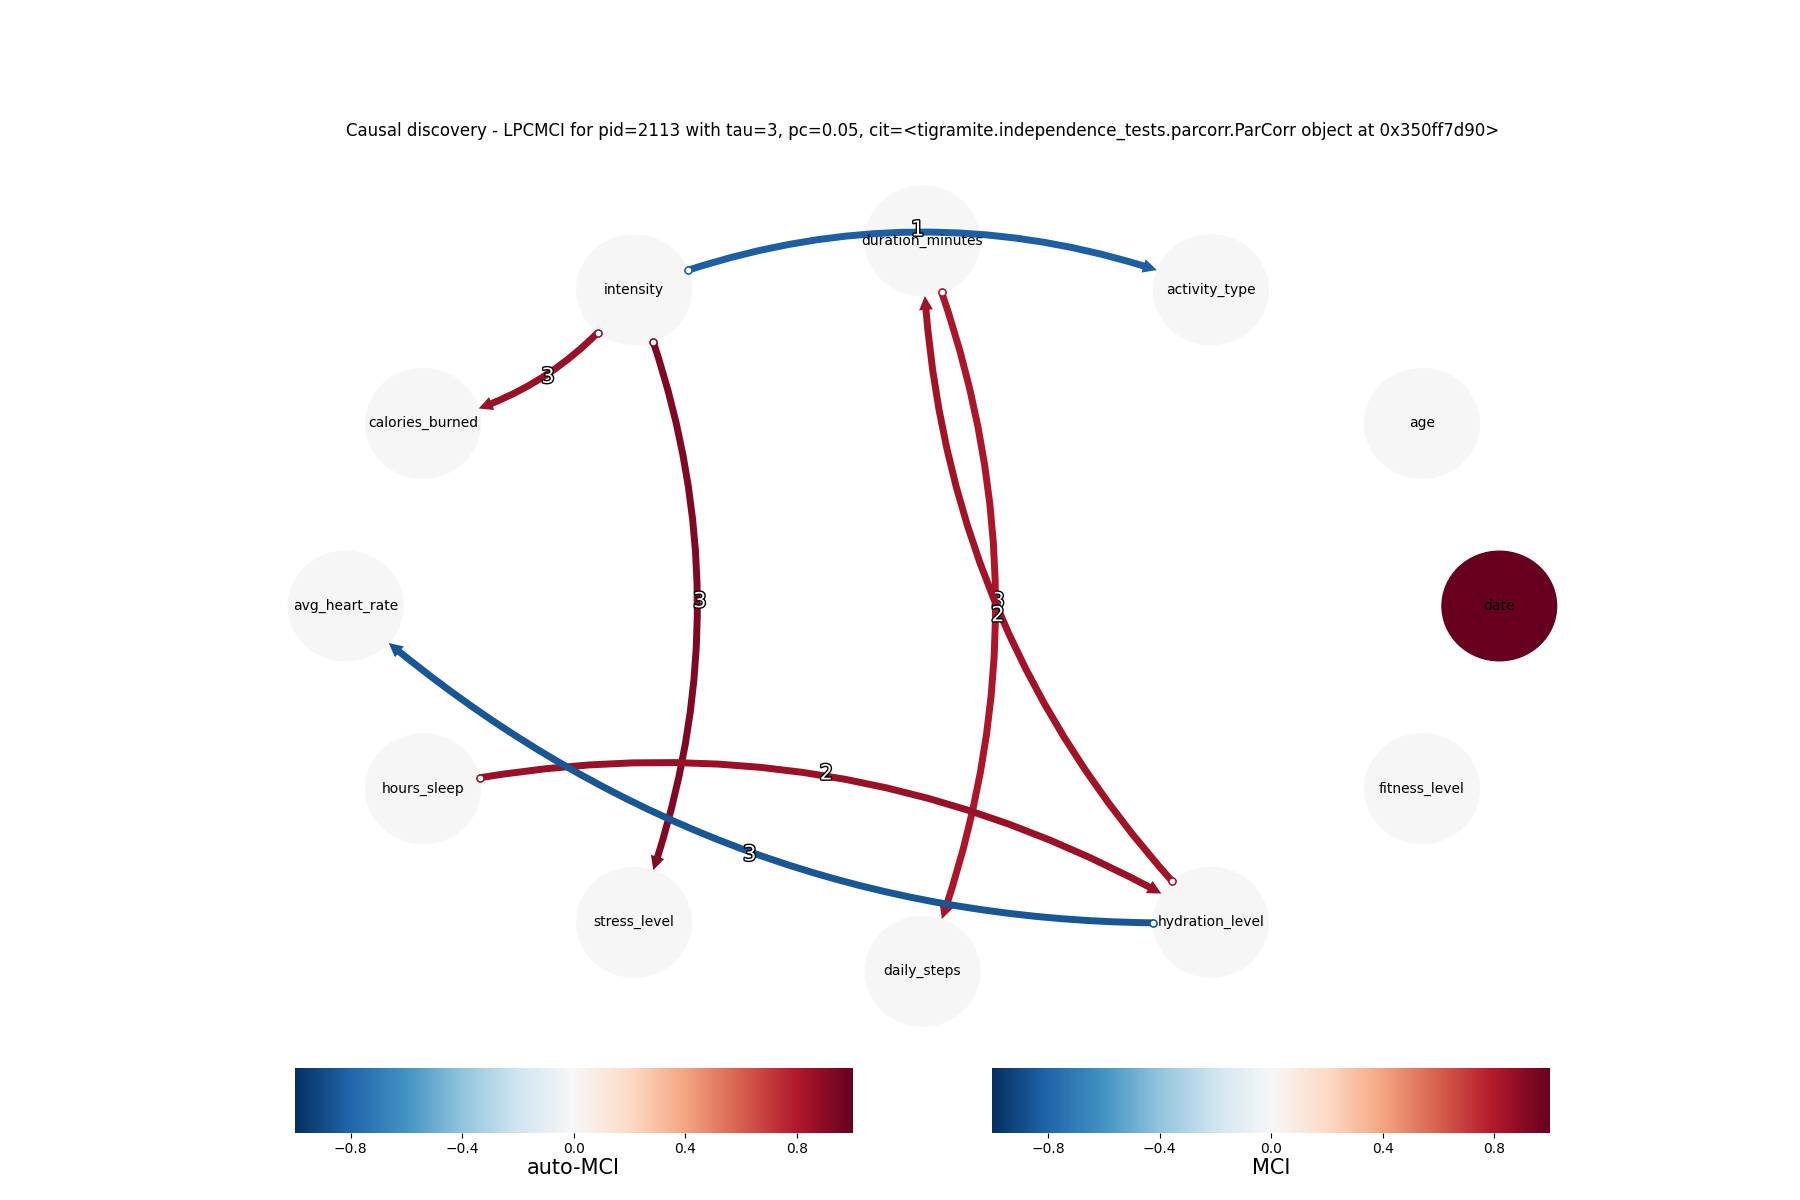 Causal discovery - LPCMCI for pid=2113 with tau=3, pc=0.05, cit=<tigramite.independence_tests.parcorr.ParCorr object at 0x350ff7d90>
1
duration_minutes
intensity
activity_type
3
calories_burned
age
3
3
2
avg_heart_rate
date
2
hours_sleep
fitness_level
3
stress_level
hydration_level
daily_steps
−0.8 −0.4 0.0 0.4 0.8
auto-MCI
−0.8 −0.4 0.0 0.4 0.8
MCI